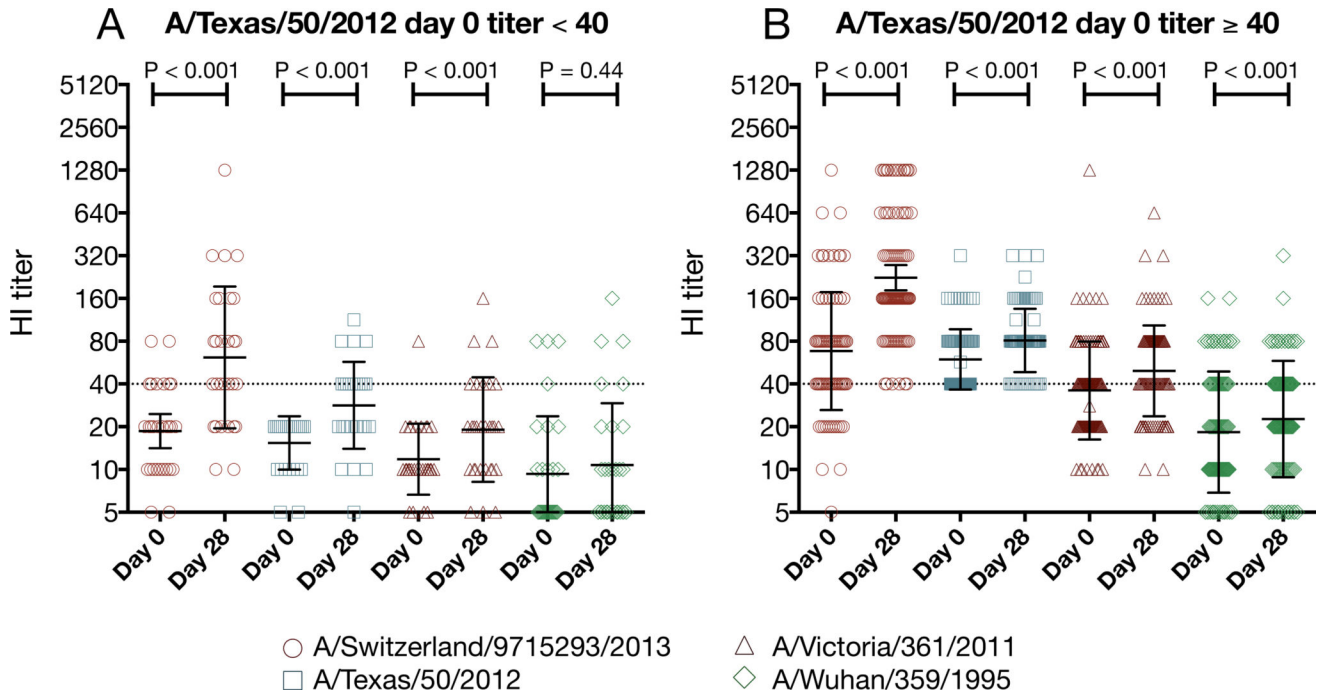 A A/Texas/50/2012 day 0 titer < 40
P < 0.001 P < 0.001 P < 0.001 P = 0.44
HI titer
5120
2560
1280
640
320
160
80
40
20
10
5
Day 0 Day 28 Day 0 Day 28 Day 0 Day 28 Day 0 Day 28
B A/Texas/50/2012 day 0 titer ≥ 40
P < 0.001 P < 0.001 P < 0.001 P < 0.001
HI titer
5120
2560
1280
640
320
160
80
40
20
10
5
Day 0 Day 28 Day 0 Day 28 Day 0 Day 28 Day 0 Day 28
A/Switzerland/9715293/2013
A/Texas/50/2012
A/Victoria/361/2011
A/Wuhan/359/1995